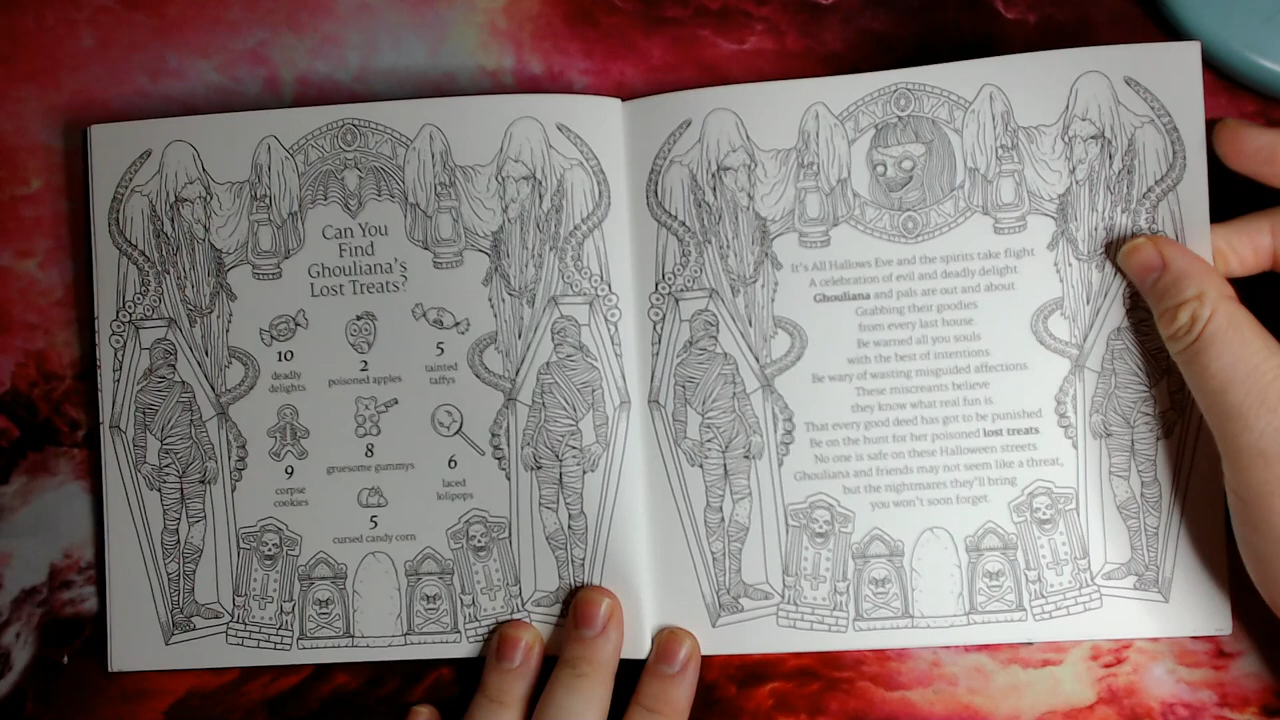 Can You
Find
Ghouliana's
Lost Treats?
10
deadly
delights
2
poisoned apples
5
tainted
taffys
9
corpse
cookies
8
gruesome gummys
6
laced
lolipops
5
cursed candy corn
It's All Hallows Eve and the spirits take flight
A celebration of evil and deadly delight
Ghouliana and pals are out and about
Grabbing their goodies
from every last house
Be warned all you souls
with the best of intentions
Be wary of wasting misguided affections
These miscreants believe
they know what real fun is
That every good deed has got to be punished
Be on the hunt for her poisoned lost treats
No one is safe on these Halloween streets
Ghouliana and friends may not seem like a threat,
but the nightmares they'll bring
you won't soon forget.